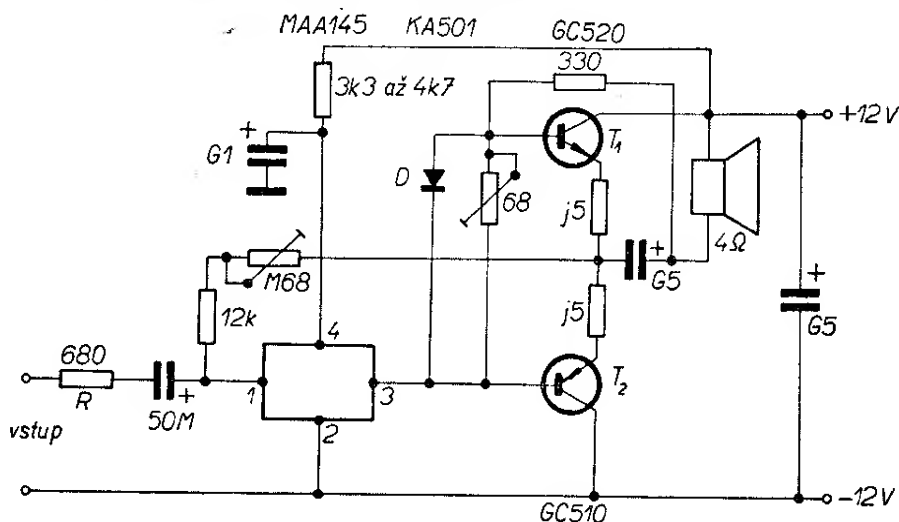 MAA145 KA501 GC520
330
3k3 až 4k7
+12V
G1
T1
D
68
j5
4Ω
M68
G5
G5
12k
j5
4
680
1
3
T2
R
50M
2
vstup
GC510
-12V